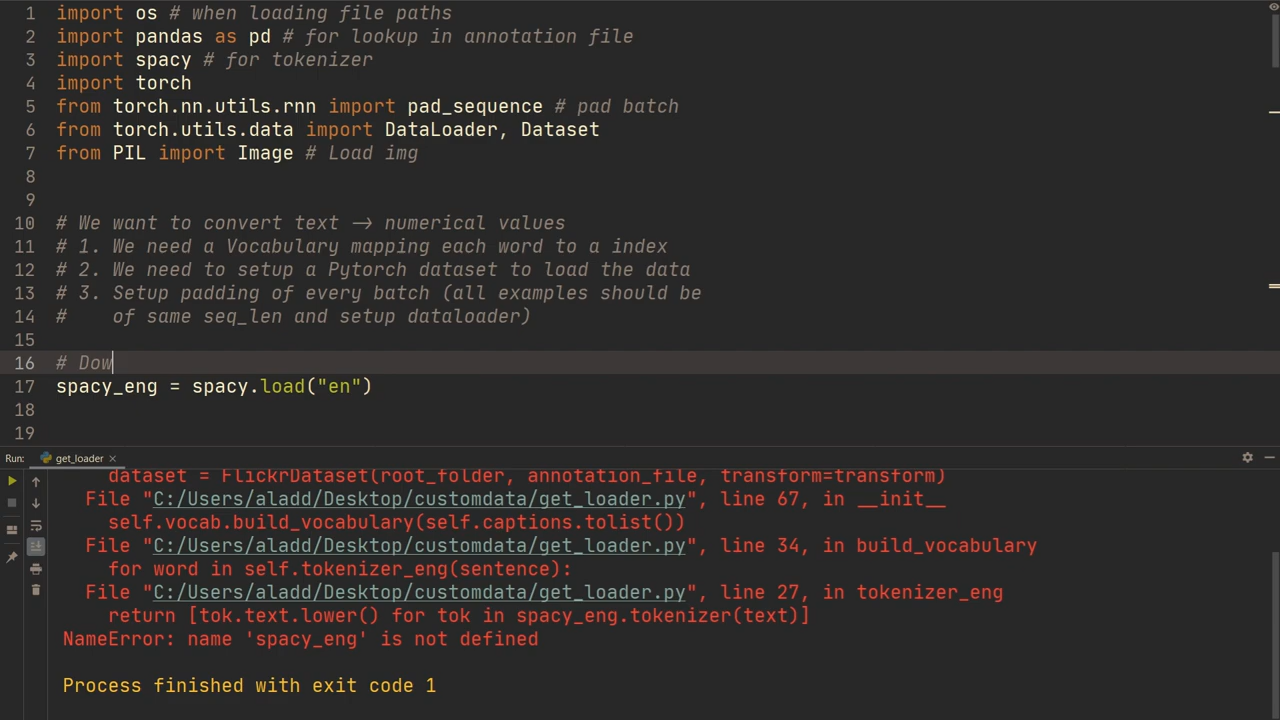 1 import os # when loading file paths
2 import pandas as pd # for lookup in annotation file
3 import spacy # for tokenizer
4 import torch
5 from torch.nn.utils.rnn import pad_sequence # pad batch
6 from torch.utils.data import DataLoader, Dataset
7 from PIL import Image # Load img
8
9
10 # We want to convert text -> numerical values
11 # 1. We need a Vocabulary mapping each word to a index
12 # 2. We need to setup a Pytorch dataset to load the data
13 # 3. Setup padding of every batch (all examples should be
14 #    of same seq_len and setup dataloader)
15
16 # Dow
17 spacy_eng = spacy.load("en")
18
19
Run: get_loader ×
dataset = FlickrDataset(root_folder, annotation_file, transform=transform)
File "C:/Users/aladd/Desktop/customdata/get_loader.py", line 67, in __init__
self.vocab.build_vocabulary(self.captions.tolist())
File "C:/Users/aladd/Desktop/customdata/get_loader.py", line 34, in build_vocabulary
for word in self.tokenizer_eng(sentence):
File "C:/Users/aladd/Desktop/customdata/get_loader.py", line 27, in tokenizer_eng
return [tok.text.lower() for tok in spacy_eng.tokenizer(text)]
NameError: name 'spacy_eng' is not defined
Process finished with exit code 1